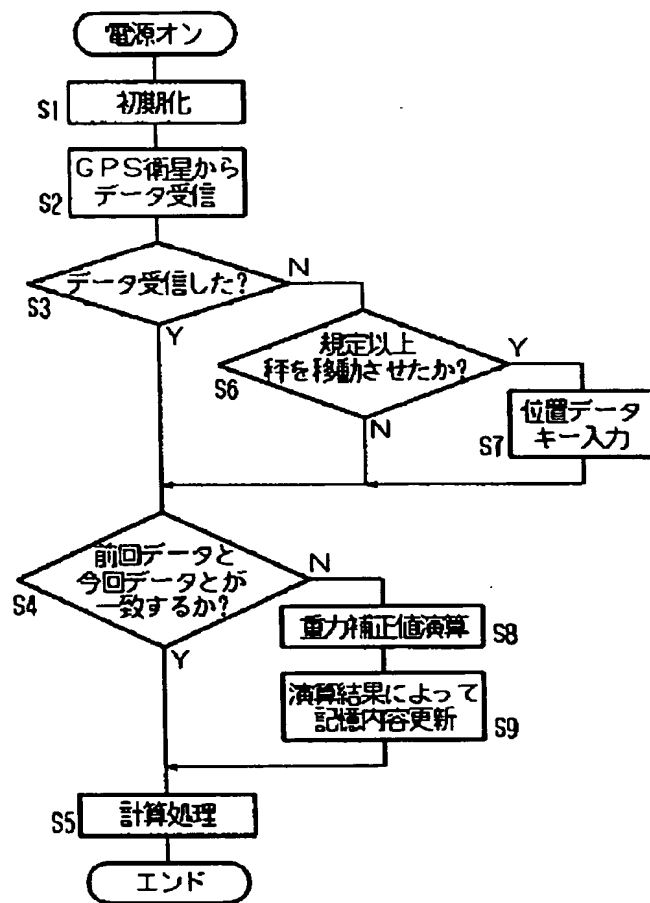 電源オン
S1
初期化
GPS衛星から
データ受信
S2
データ受信した?
S3
N
Y
規定以上
秤を移動させたか?
S6
Y
N
位置データ
キー入力
S7
前回データと
今回データとが
一致するか?
S4
N
Y
重力補正値演算
S8
演算結果によって
記憶内容更新
S9
S5
計算処理
エンド